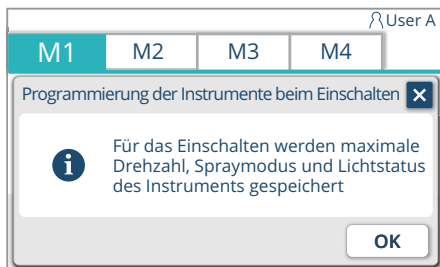 User A
M1 M2 M3 M4
Programmierung der Instrumente beim Einschalten
Für das Einschalten werden maximale
Drehzahl, Spraymodus und Lichtstatus
des Instruments gespeichert
OK